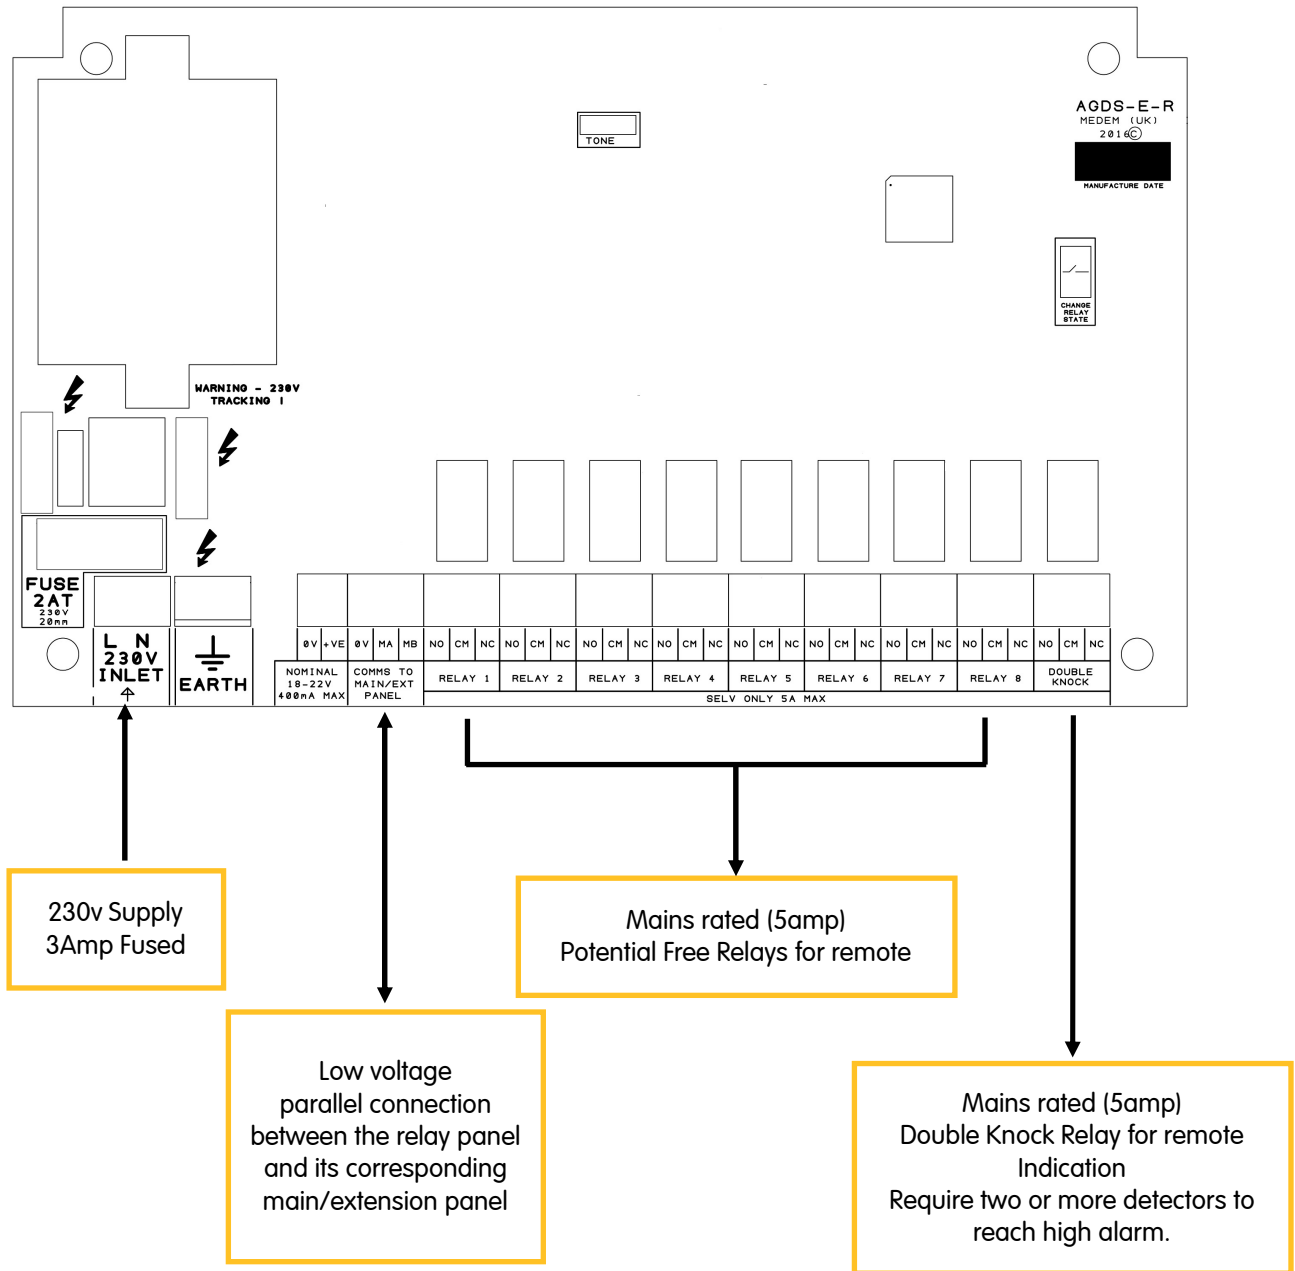 AGDS-E-R
MEDEM (UK)
2016©
MANUFACTURE DATE
TONE
CHANGE
RELAY
STATE
WARNING - 230V
TRACKING !
FUSE
2AT
230V
20mm
L N
230V
INLET
EARTH
0V +VE 0V MA MB NO CM NC NO CM NC NO CM NC NO CM NC NO CM NC NO CM NC NO CM NC NO CM NC NO CM NC
NOMINAL
18-22V
400mA MAX
COMMS TO
MAIN/EXT
PANEL
RELAY 1 RELAY 2 RELAY 3 RELAY 4 RELAY 5 RELAY 6 RELAY 7 RELAY 8
DOUBLE
KNOCK
SELV ONLY 5A MAX
230v Supply
3Amp Fused
Mains rated (5amp)
Potential Free Relays for remote
Low voltage
parallel connection
between the relay panel
and its corresponding
main/extension panel
Mains rated (5amp)
Double Knock Relay for remote
Indication
Require two or more detectors to
reach high alarm.